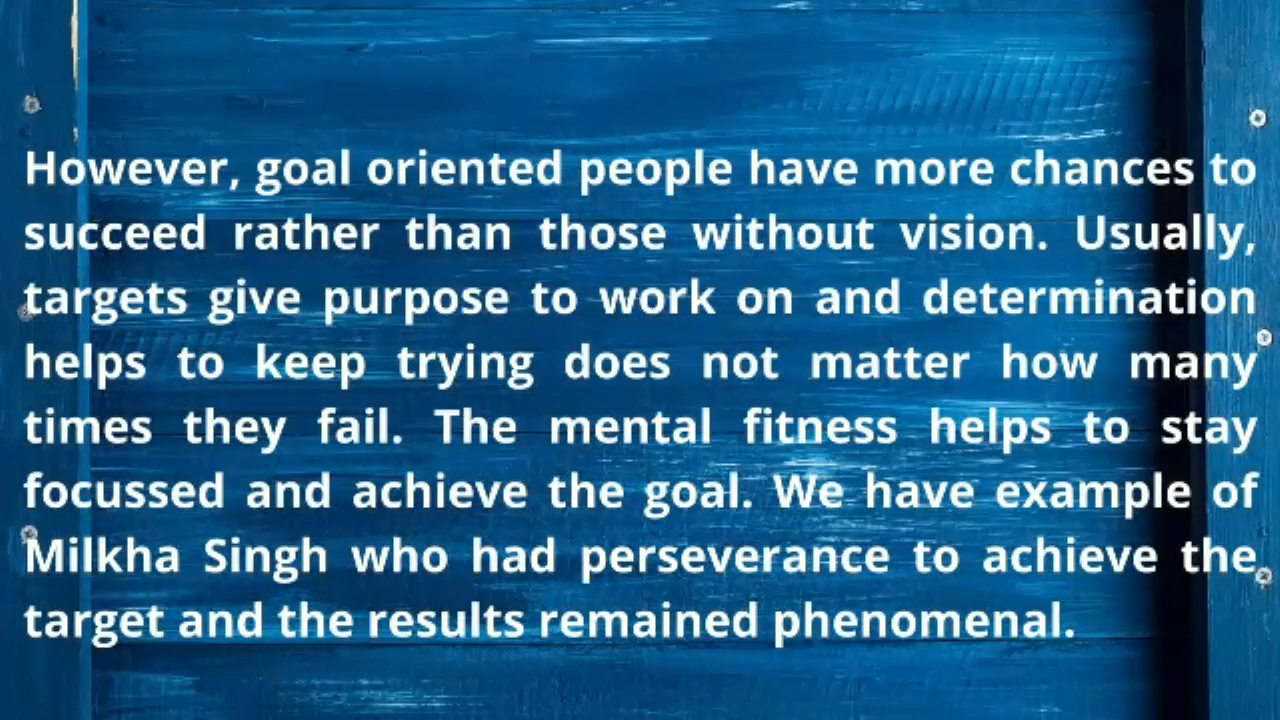 However, goal oriented people have more chances to
succeed rather than those without vision. Usually,
targets give purpose to work on and determination
helps to keep trying does not matter how many
times they fail. The mental fitness helps to stay
focussed and achieve the goal. We have example of
Milkha Singh who had perseverance to achieve the
target and the results remained phenomenal.